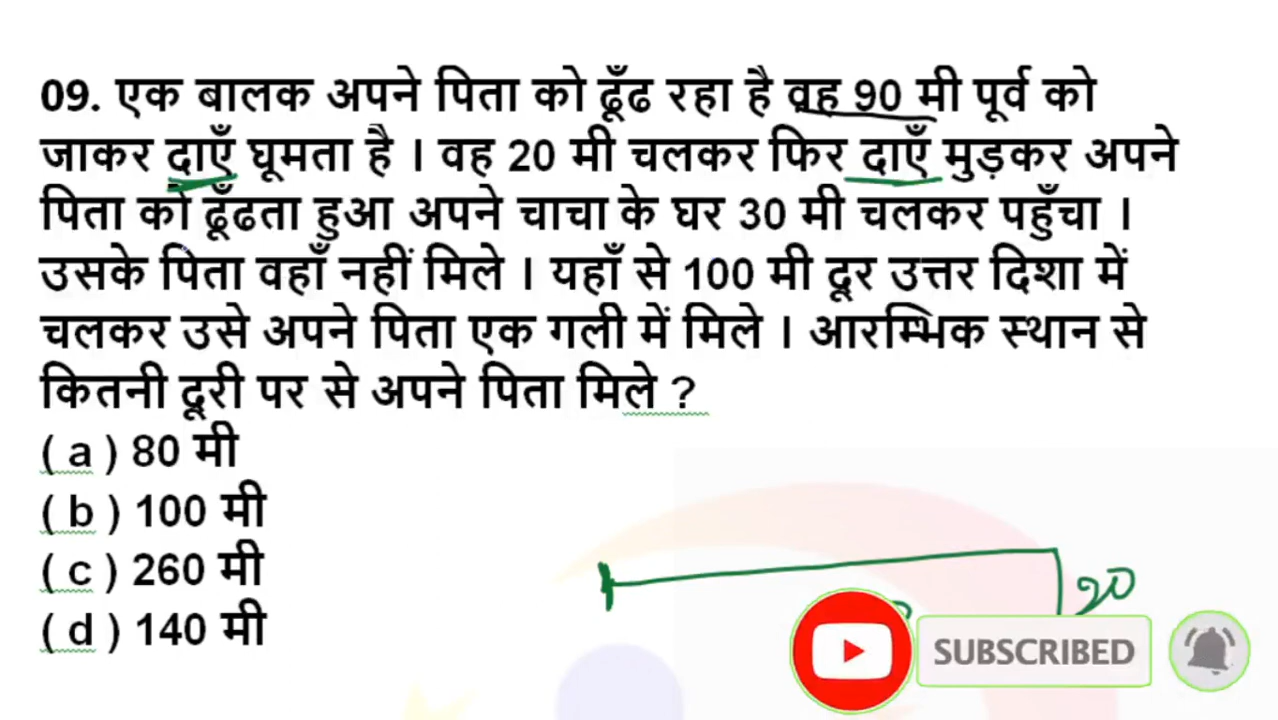 09. एक बालक अपने पिता को ढूँढ रहा है वह 90 मी पूर्व को
जाकर दाएँ घूमता है । वह 20 मी चलकर फिर दाएँ मुड़कर अपने
पिता को ढूँढता हुआ अपने चाचा के घर 30 मी चलकर पहुँचा ।
उसके पिता वहाँ नहीं मिले । यहाँ से 100 मी दूर उत्तर दिशा में
चलकर उसे अपने पिता एक गली में मिले । आरम्भिक स्थान से
कितनी दूरी पर से अपने पिता मिले ?
( a ) 80 मी
( b ) 100 मी
( c ) 260 मी
( d ) 140 मी
20
SUBSCRIBED